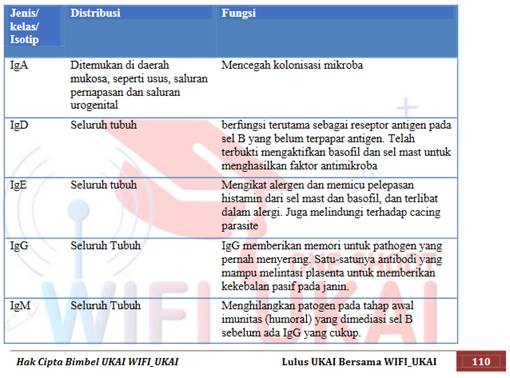 Jenis/ Distribusi Fungsi
kelas/
Isotip
IgA Ditemukan di daerah Mencegah kolonisasi mikroba
mukosa, seperti usus, saluran
pernapasan dan saluran
urogenital
IgD Seluruh tubuh berfungsi terutama sebagai reseptor antigen pada
sel B yang belum terpapar antigen. Telah
terbukti mengaktifkan basofil dan sel mast untuk
menghasilkan faktor antimikroba
IgE Seluruh tubuh Mengikat alergen dan memicu pelepasan
histamin dari sel mast dan basofil, dan terlibat
dalam alergi. Juga melindungi terhadap cacing
parasite
IgG Seluruh Tubuh IgG memberikan memori untuk pathogen yang
pernah menyerang. Satu-satunya antibodi yang
mampu melintasi plasenta untuk memberikan
kekebalan pasif pada janin.
IgM Seluruh Tubuh Menghilangkan patogen pada tahap awal
imunitas (humoral) yang dimediasi sel B
sebelum ada IgG yang cukup.
WIFI UKAI
Hak Cipta Bimbel UKAI WIFI_UKAI Lulus UKAI Bersama WIFI_UKAI 110